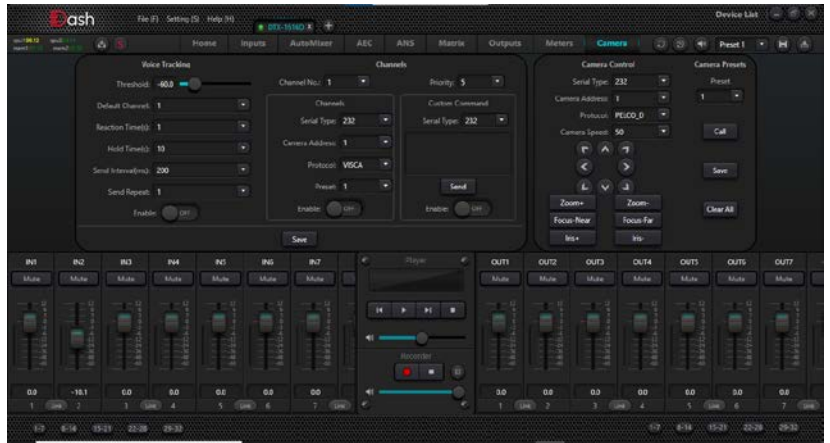 Dash File (F) Setting (S) Help (H) Device List
DTX-1616D X +
Home Inputs AutoMixer AEC ANS Matrix Outputs Meters Camera Preset 1
Voice Tracking Channels Camera Control Camera Presets
Threshold: -60.0 Channel No.: 1 Priority: 5 Serial Type: 232 Preset
Default Channel: 1 Channels Custom Command Camera Address: 1 1
Reaction Time(s): 1 Serial Type: 232 Serial Type: 232 Protocol: PELCO_D
Hold Time(s): 10 Camera Address: 1 Camera Speed: 50 Call
Send Interval(ms): 200 Protocol: VISCA Save
Send Repeat: 1 Preset: 1 Send Zoom+ Zoom-
Enable: OFF Enable: OFF Enable: OFF Focus-Near Focus-Far Clear All
Save Iris+ Iris-
IN1 IN2 IN3 IN4 IN5 IN6 IN7 Player OUT1 OUT2 OUT3 OUT4 OUT5 OUT6 OUT7
Mute Mute Mute Mute Mute Mute Mute Mute Mute Mute Mute Mute Mute Mute
Recorder
0.0 -10.1 0.0 0.0 0.0 0.0 0.0 0.0 0.0 0.0 0.0 0.0 0.0 0.0
1 Link 2 3 Link 4 5 Link 6 7 Link 1 Link 2 3 Link 4 5 Link 6 7 Link
1-7 8-14 15-21 22-28 29-32 1-7 8-14 15-21 22-28 29-32